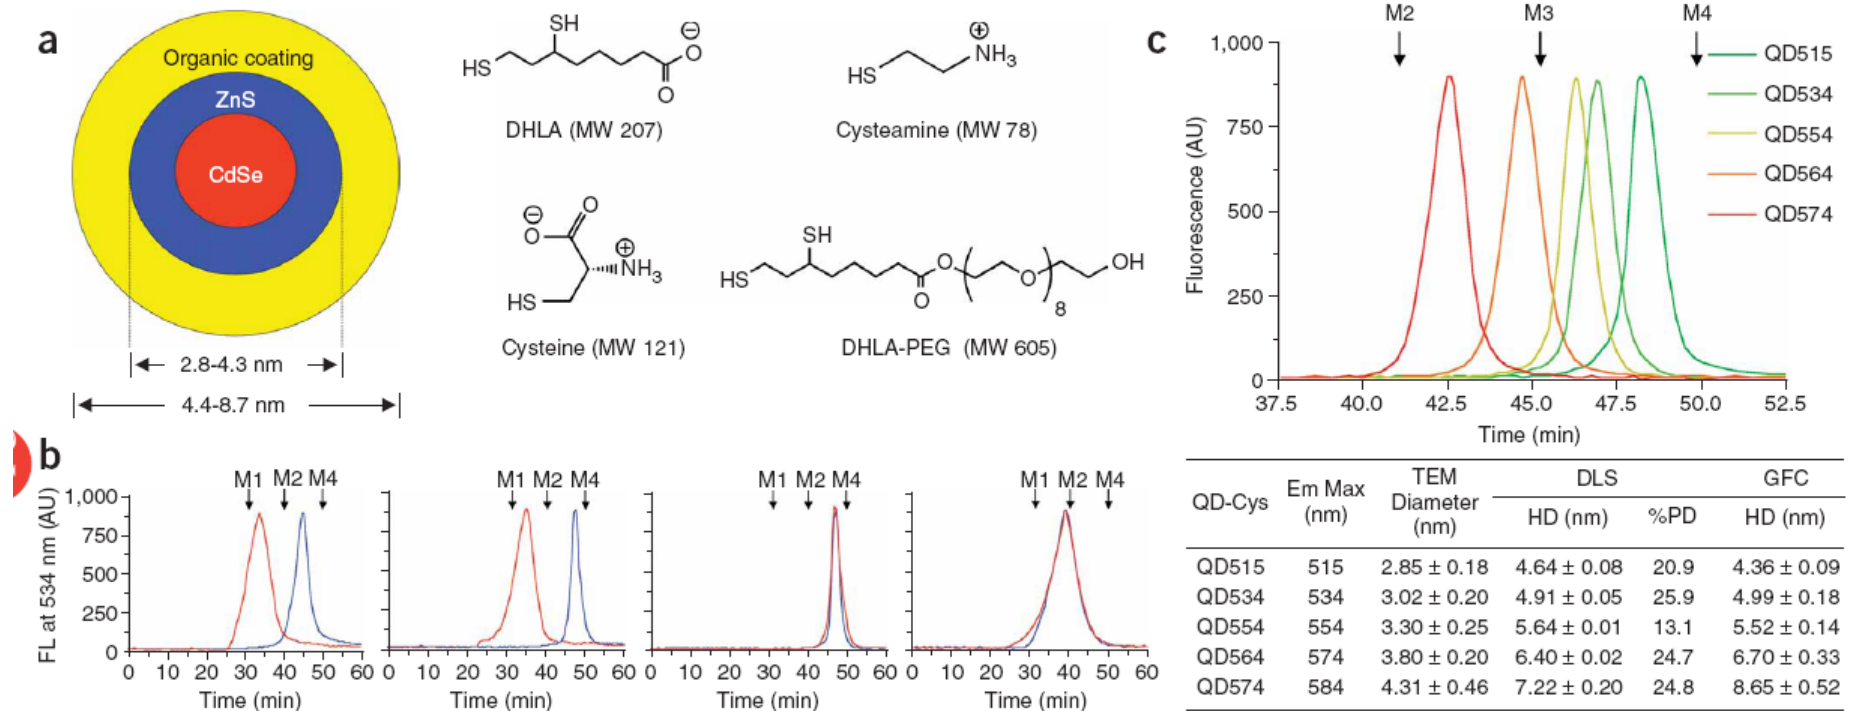 a
Organic coating
ZnS
CdSe
2.8-4.3 nm
4.4-8.7 nm
SH
HS
O
O
⊖
DHLA (MW 207)
HS
NH3
⊕
Cysteamine (MW 78)
⊖
O
O
⊕
NH3
HS
Cysteine (MW 121)
SH
HS
O
O
O
8
OH
DHLA-PEG (MW 605)
b
FL at 534 nm (AU)
1,000
750
500
250
0
M1 M2 M4
0 10 20 30 40 50 60
Time (min)
M1 M2 M4
0 10 20 30 40 50 60
Time (min)
M1 M2 M4
0 10 20 30 40 50 60
Time (min)
M1 M2 M4
0 10 20 30 40 50 60
Time (min)
c
M2 M3 M4
Fluorescence (AU)
1,000
750
500
250
0
37.5 40.0 42.5 45.0 47.5 50.0 52.5
Time (min)
QD515
QD534
QD554
QD564
QD574
QD-Cys Em Max (nm) TEM Diameter (nm) DLS GFC
HD (nm) %PD HD (nm)
QD515 515 2.85 ± 0.18 4.64 ± 0.08 20.9 4.36 ± 0.09
QD534 534 3.02 ± 0.20 4.91 ± 0.05 25.9 4.99 ± 0.18
QD554 554 3.30 ± 0.25 5.64 ± 0.01 13.1 5.52 ± 0.14
QD564 574 3.80 ± 0.20 6.40 ± 0.02 24.7 6.70 ± 0.33
QD574 584 4.31 ± 0.46 7.22 ± 0.20 24.8 8.65 ± 0.52